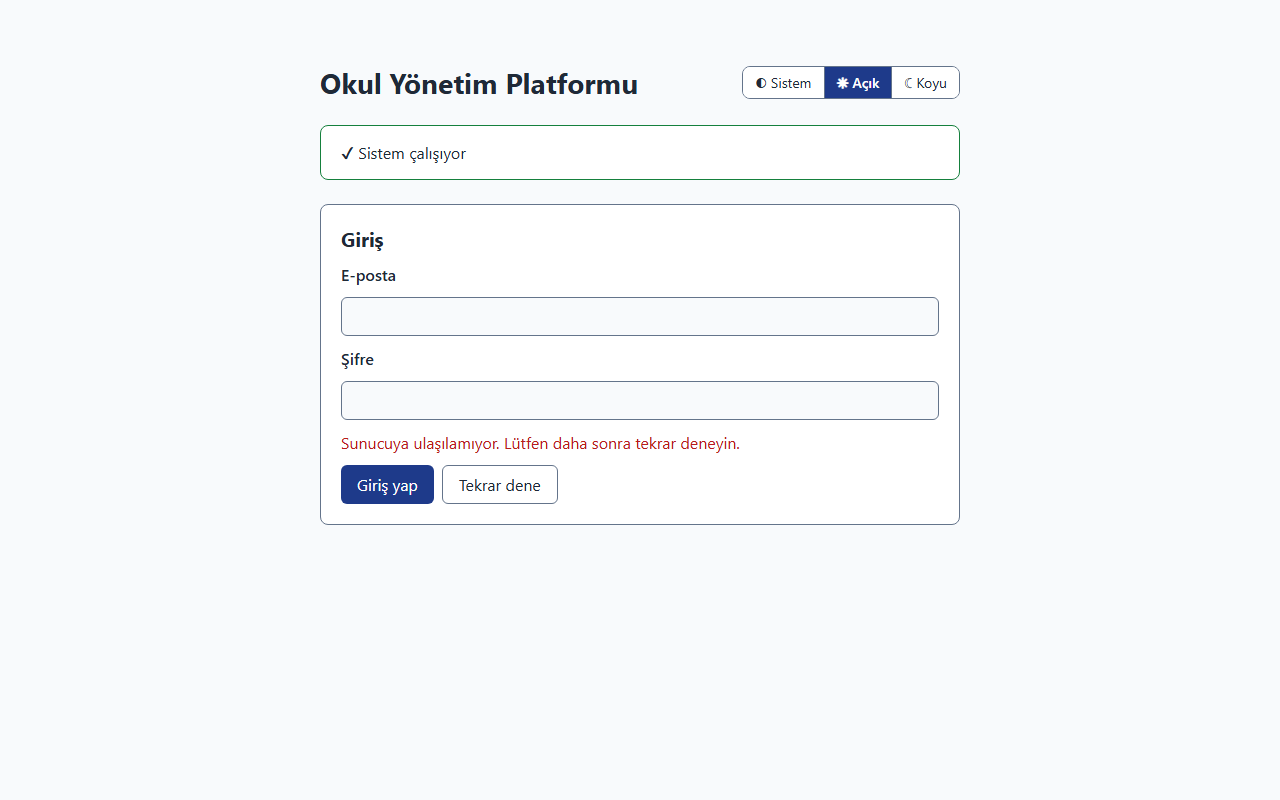 Okul Yönetim Platformu
◐ Sistem ❋ Açık ☾ Koyu
✓ Sistem çalışıyor
Giriş
E-posta
Şifre
Sunucuya ulaşılamıyor. Lütfen daha sonra tekrar deneyin.
Giriş yap Tekrar dene